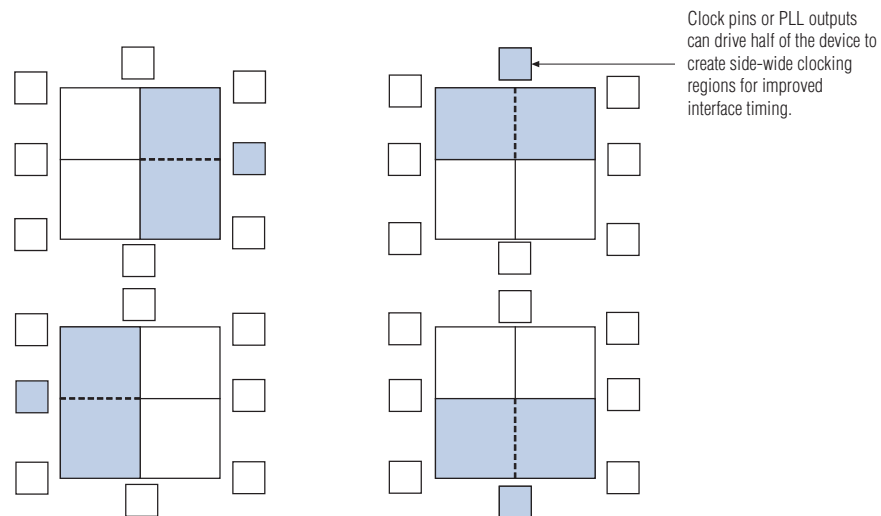 Clock pins or PLL outputs
can drive half of the device to
create side-wide clocking
regions for improved
interface timing.